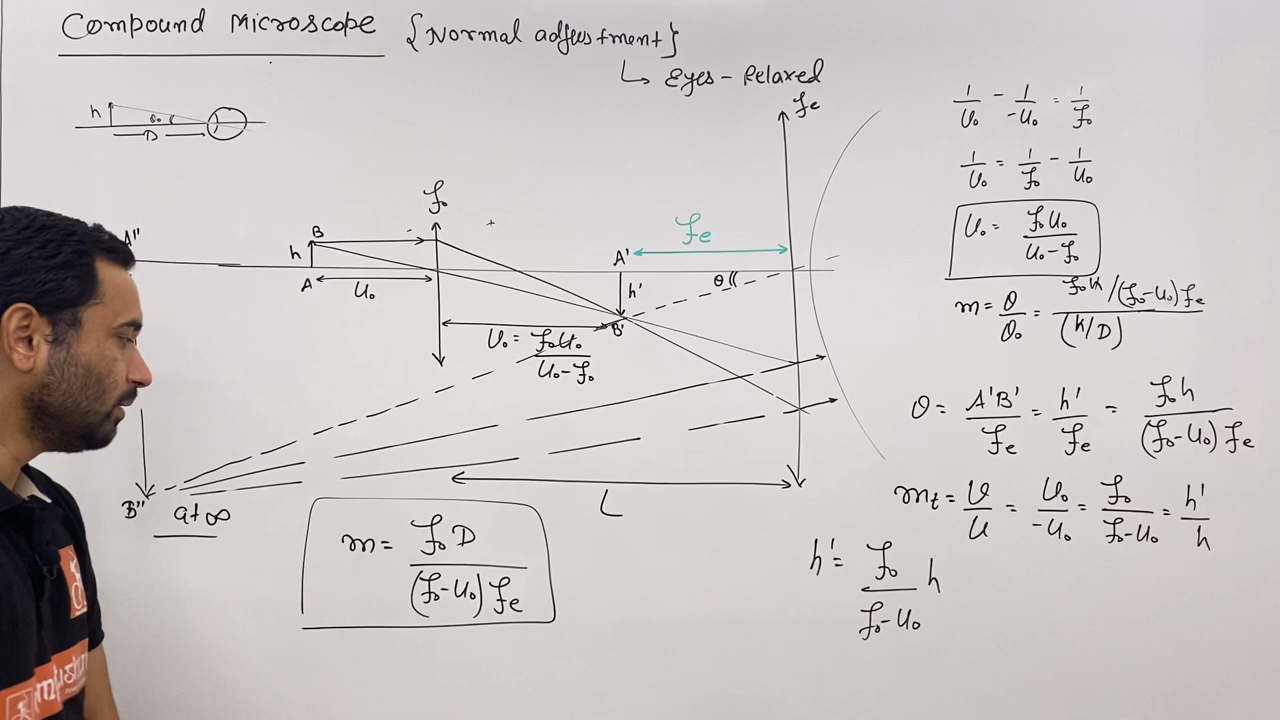 Compound Microscope {Normal adjustment}
↳ Eyes - Relaxed
h
θ₀
D
fₑ
f₀
A"
B
h
A
u₀
A'
fₑ
h'
θ
B'
v₀ = f₀u₀ / u₀ - f₀
B"
at ∞
L
m = f₀D / (f₀-u₀)fₑ
1/v₀ - 1/-u₀ = 1/f₀
1/v₀ = 1/f₀ - 1/u₀
v₀ = f₀u₀ / u₀-f₀
m = θ/θ₀ = f₀h/(f₀-u₀)fₑ / (h/D)
θ = A'B'/fₑ = h'/fₑ = f₀h / (f₀-u₀)fₑ
mₜ = v/u = v₀/-u₀ = f₀/f₀-u₀ = h'/h
h' = f₀ / f₀-u₀ h